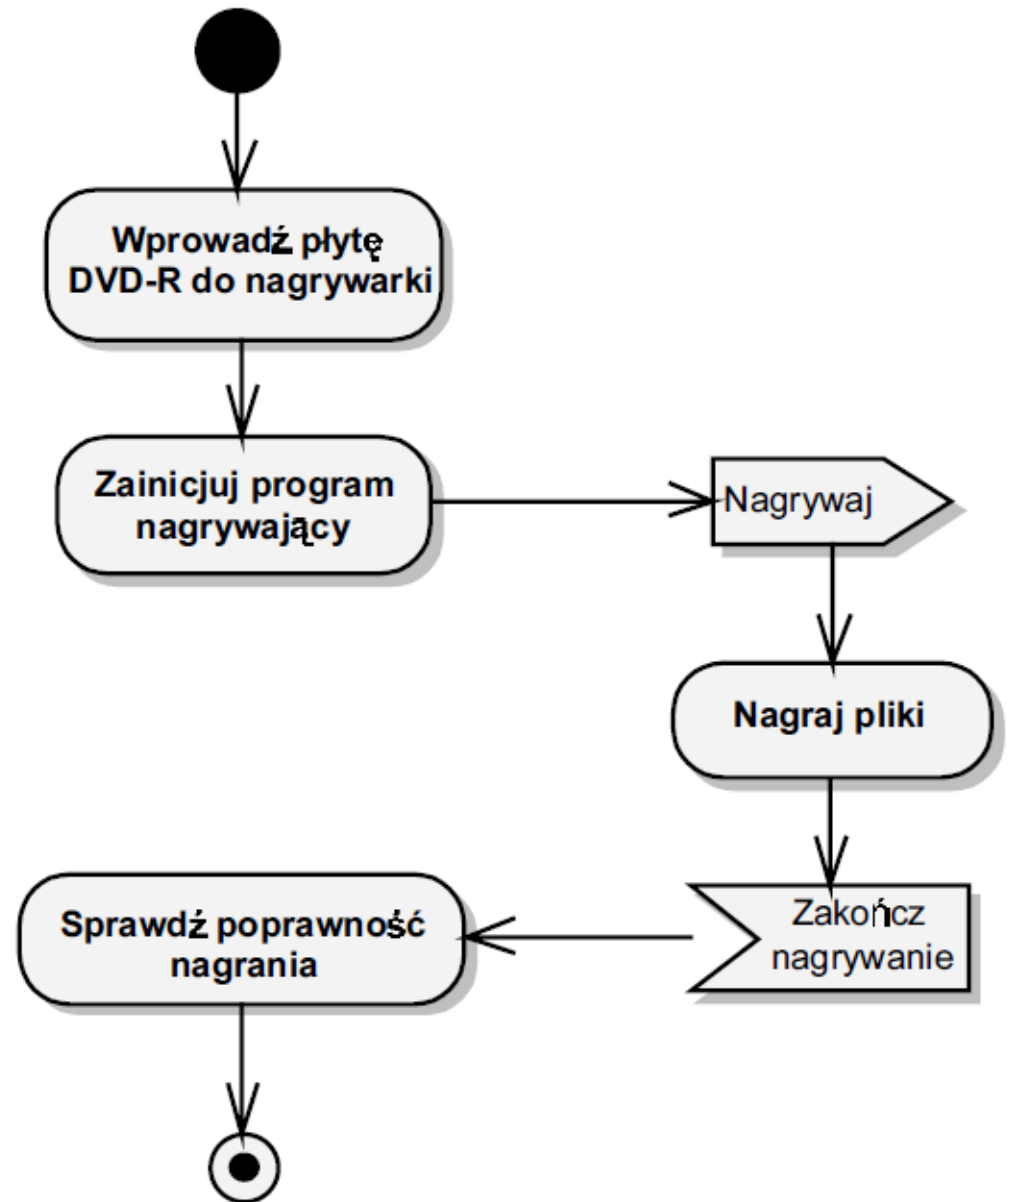 Wprowadź płytę
DVD-R do nagrywarki
Zainicjuj program
nagrywający
Nagrywaj
Nagraj pliki
Zakończ
nagrywanie
Sprawdź poprawność
nagrania